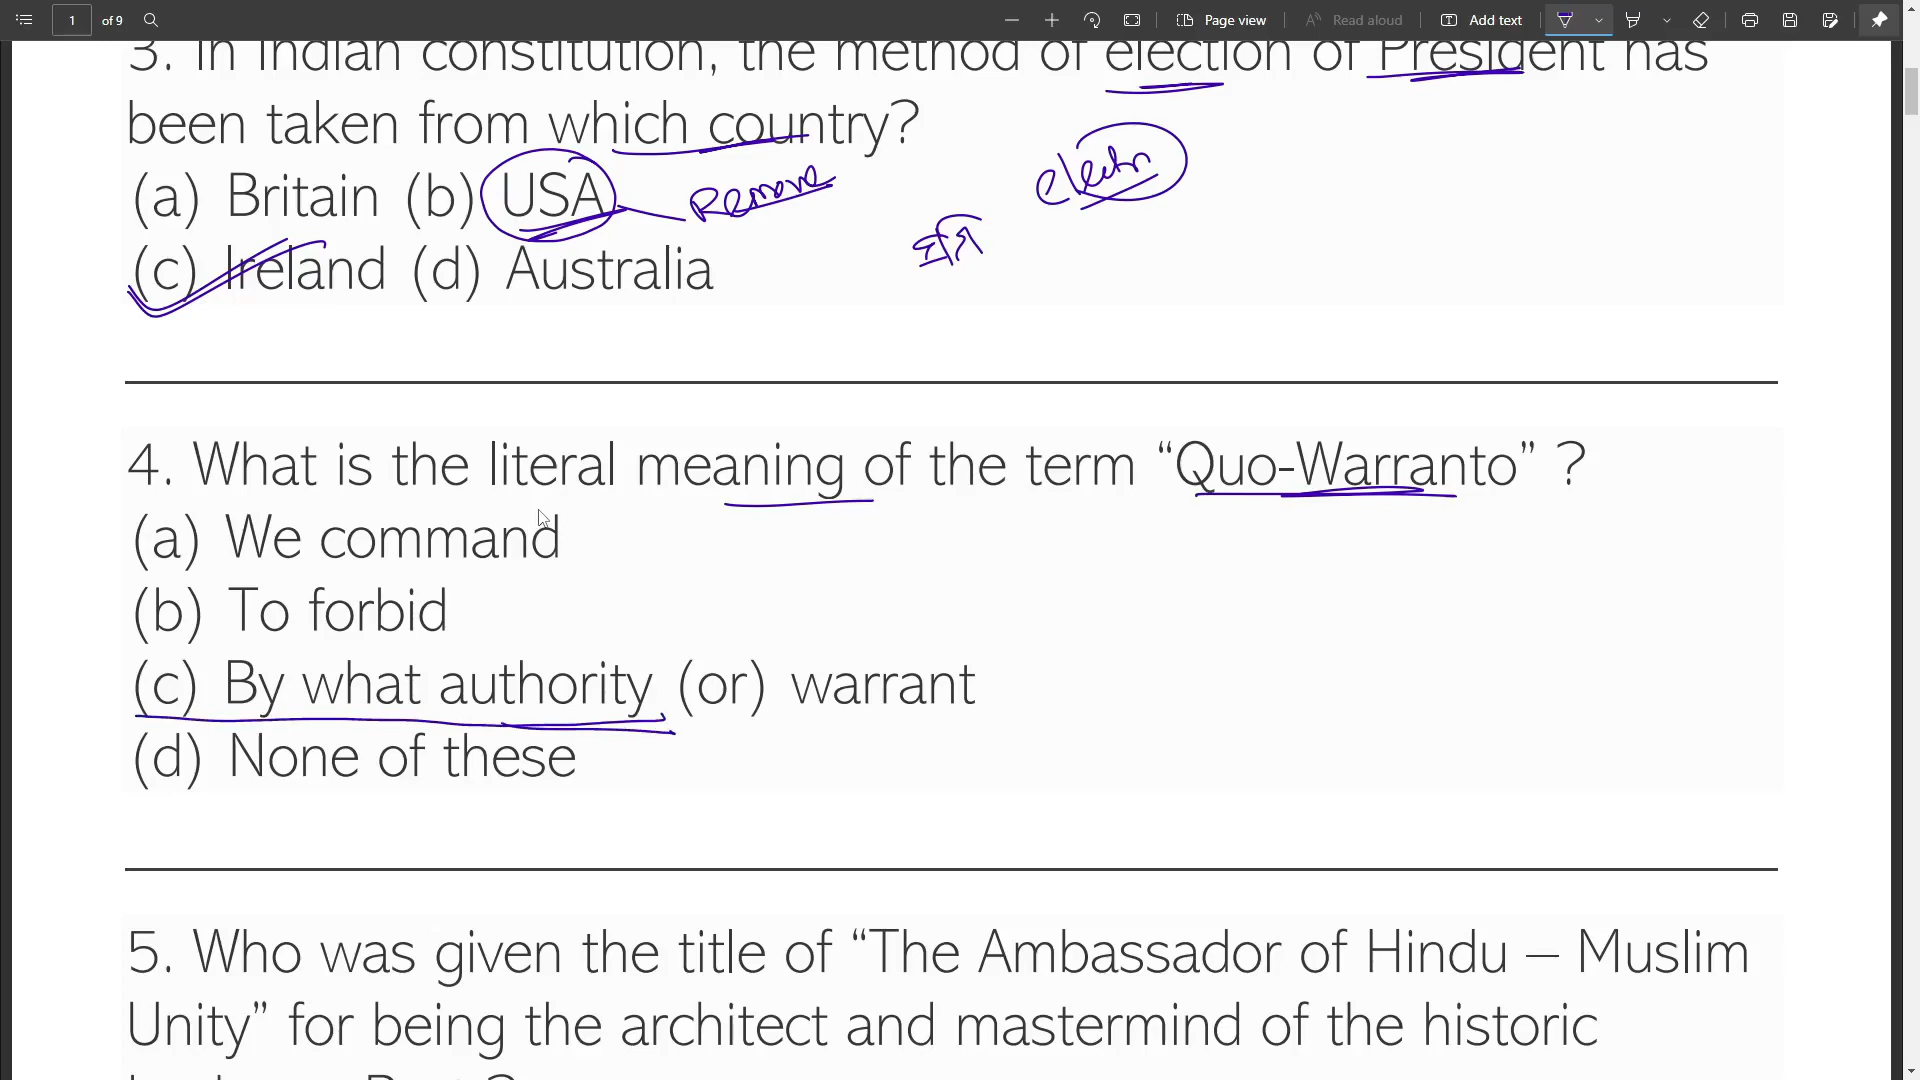 1 of 9 Page view Read aloud Add text
3. In Indian constitution, the method of election of President has
been taken from which country?
electn
(a) Britain (b) USA Remove
(c) Ireland (d) Australia
4. What is the literal meaning of the term “Quo-Warranto” ?
(a) We command
(b) To forbid
(c) By what authority (or) warrant
(d) None of these
5. Who was given the title of “The Ambassador of Hindu – Muslim
Unity” for being the architect and mastermind of the historic